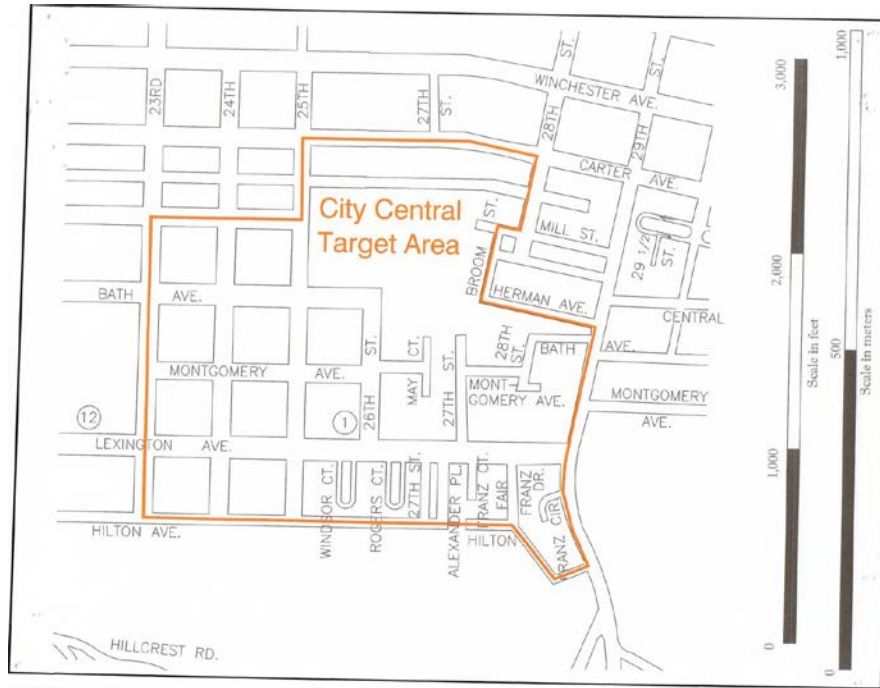 ST.
ST.
1,000
WINCHESTER AVE.
3,000
23RD
24TH
25TH
27TH
ST.
28TH
29TH
CARTER AVE.
City Central
Target Area
ST.
BROOM
MILL ST.
29 1/2
ST.
2,000
BATH AVE.
HERMAN AVE.
CENTRAL
AVE.
ST.
26TH
MAY CT.
27TH ST.
28TH
ST.
BATH
500
Scale in feet
Scale in meters
MONTGOMERY AVE.
MONT-
GOMERY AVE.
MONTGOMERY
AVE.
12
1
LEXINGTON AVE.
1,000
WINDSOR CT.
ROGERS CT.
27TH ST.
ALEXANDER PL.
FRANZ CT.
FAIR
FRANZ
DR.
FRANZ CIR.
HILTON AVE.
HILTON
HILLCREST RD.
0
0